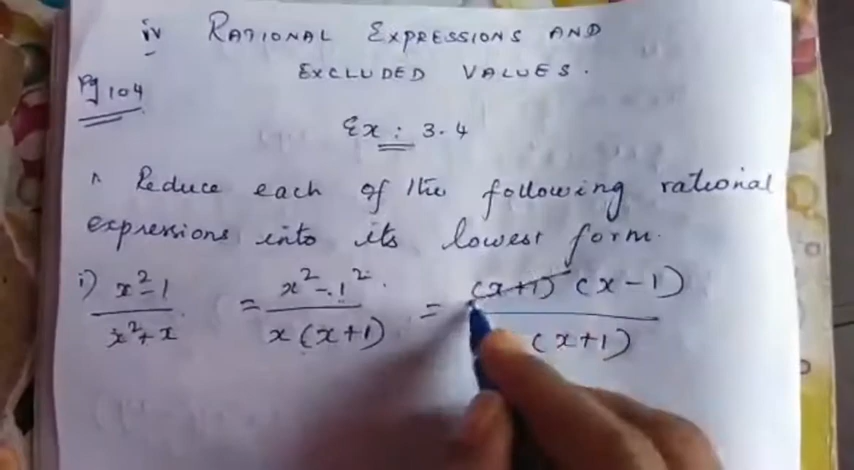 iv RATIONAL EXPRESSIONS AND
EXCLUDED VALUES.
Pg 104
Ex : 3.4
1. Reduce each of the following rational
expressions into its lowest form.
i) x²-1 / x²+x = x²-1² / x(x+1) = (x+1) (x-1) / (x+1)